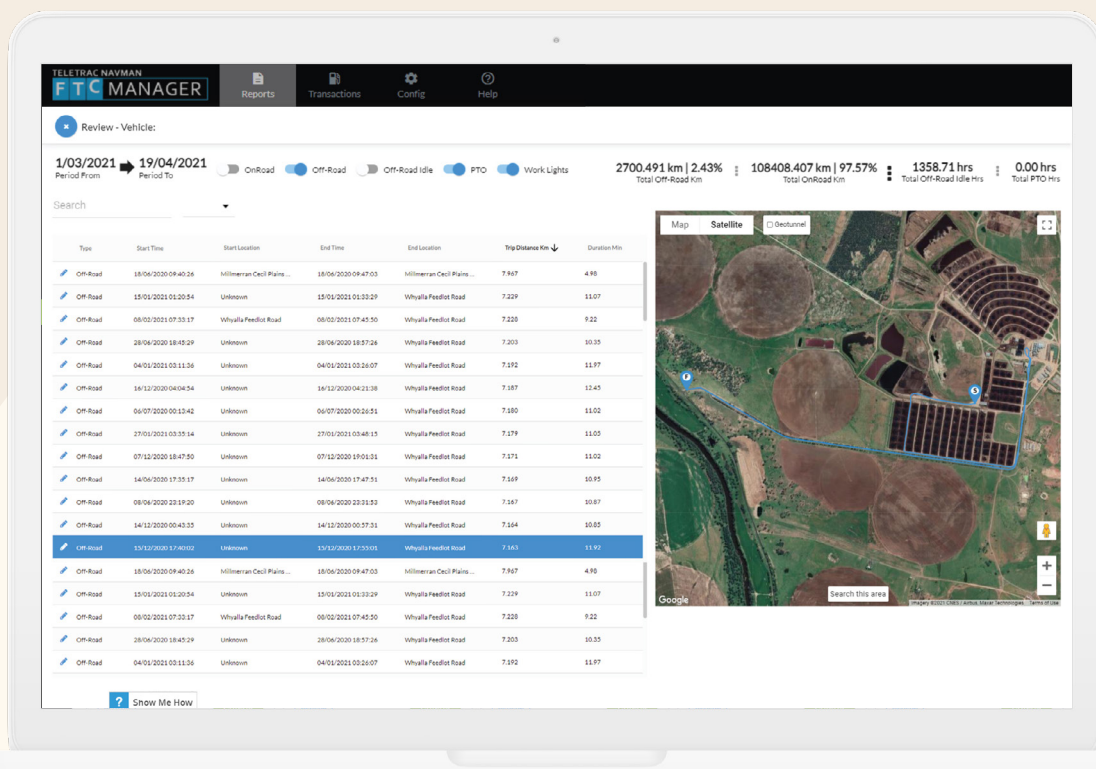 TELETRAC NAVMAN
FTC MANAGER
Reports
Transactions
Config
Help
Review - Vehicle:
1/03/2021
Period From
19/04/2021
Period To
OnRoad
Off-Road
Off-Road Idle
PTO
Work Lights
2700.491 km | 2.43%
Total Off-Road Km
108408.407 km | 97.57%
Total OnRoad Km
1358.71 hrs
Total Off-Road Idle Hrs
0.00 hrs
Total PTO Hrs
Search
Type Start Time Start Location End Time End Location Trip Distance Km Duration Min
Off-Road 18/06/2020 09:40:26 Millmerran Cecil Plains ... 18/06/2020 09:47:03 Millmerran Cecil Plains ... 7.967 4.98
Off-Road 15/01/2021 01:20:54 Unknown 15/01/2021 01:33:29 Whyalla Feedlot Road 7.229 11.07
Off-Road 08/02/2021 07:33:17 Whyalla Feedlot Road 08/02/2021 07:45:50 Whyalla Feedlot Road 7.228 9.22
Off-Road 28/06/2020 18:45:29 Unknown 28/06/2020 18:57:26 Whyalla Feedlot Road 7.203 10.35
Off-Road 04/01/2021 03:11:36 Unknown 04/01/2021 03:26:07 Whyalla Feedlot Road 7.192 11.97
Off-Road 16/12/2020 04:04:54 Unknown 16/12/2020 04:21:38 Whyalla Feedlot Road 7.187 12.45
Off-Road 06/07/2020 00:13:42 Unknown 06/07/2020 00:26:51 Whyalla Feedlot Road 7.180 11.02
Off-Road 27/01/2021 03:35:14 Unknown 27/01/2021 03:48:15 Whyalla Feedlot Road 7.179 11.05
Off-Road 07/12/2020 18:47:50 Unknown 07/12/2020 19:01:31 Whyalla Feedlot Road 7.171 11.02
Off-Road 14/06/2020 17:35:17 Unknown 14/06/2020 17:47:51 Whyalla Feedlot Road 7.169 10.95
Off-Road 08/06/2020 23:19:20 Unknown 08/06/2020 23:31:53 Whyalla Feedlot Road 7.167 10.87
Off-Road 14/12/2020 00:43:35 Unknown 14/12/2020 00:57:31 Whyalla Feedlot Road 7.164 10.85
Off-Road 15/12/2020 17:40:02 Unknown 15/12/2020 17:55:01 Whyalla Feedlot Road 7.163 11.92
Off-Road 18/06/2020 09:40:26 Millmerran Cecil Plains ... 18/06/2020 09:47:03 Millmerran Cecil Plains ... 7.967 4.98
Off-Road 15/01/2021 01:20:54 Unknown 15/01/2021 01:33:29 Whyalla Feedlot Road 7.229 11.07
Off-Road 08/02/2021 07:33:17 Whyalla Feedlot Road 08/02/2021 07:45:50 Whyalla Feedlot Road 7.228 9.22
Off-Road 28/06/2020 18:45:29 Unknown 28/06/2020 18:57:26 Whyalla Feedlot Road 7.203 10.35
Off-Road 04/01/2021 03:11:36 Unknown 04/01/2021 03:26:07 Whyalla Feedlot Road 7.192 11.97
Map
Satellite
Geotunnel
F
S
Search this area
Google
Imagery ©2021 CNES / Airbus, Maxar Technologies
Terms of Use
? Show Me How